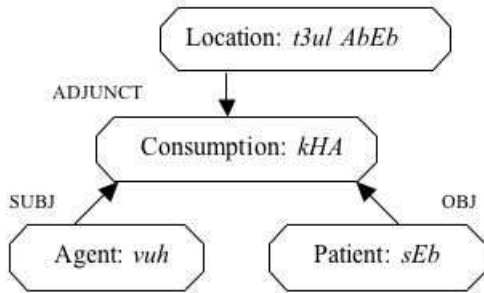 Location: t3ul AbEb
ADJUNCT
Consumption: kHA
SUBJ
OBJ
Agent: vuh
Patient: sEb